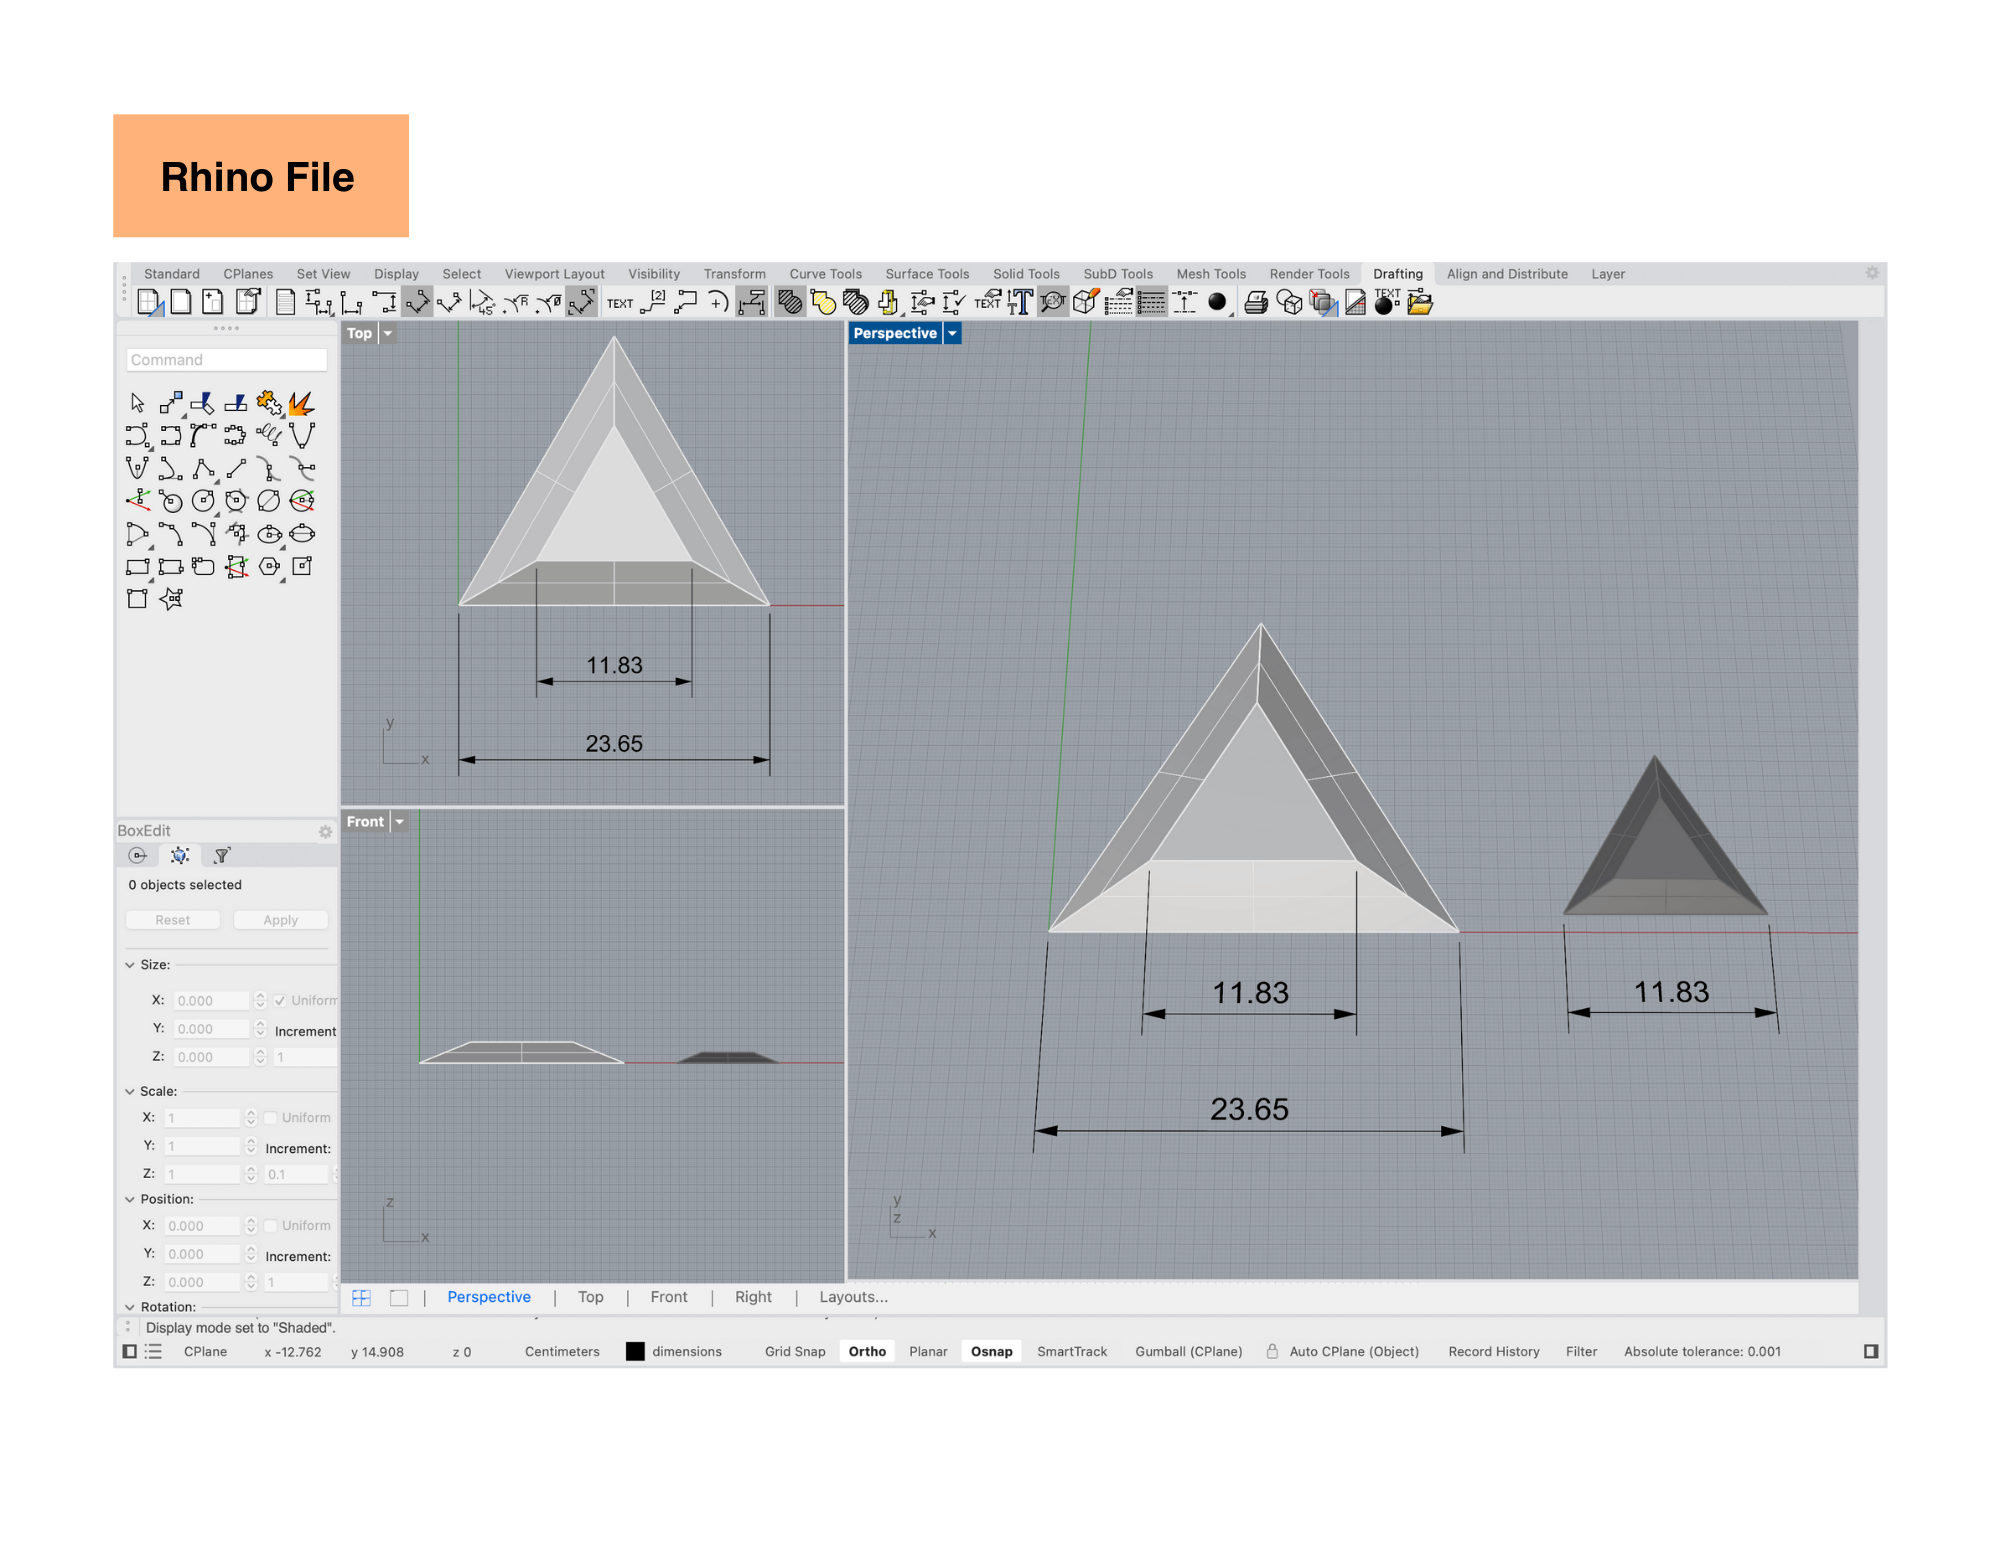 Rhino File
Standard CPlanes Set View Display Select Viewport Layout Visibility Transform Curve Tools Surface Tools Solid Tools SubD Tools Mesh Tools Render Tools Drafting Align and Distribute Layer
TEXT
TEXT
TEXT
Command
Top
11.83
23.65
y
x
Front
z
x
Perspective
11.83
11.83
23.65
y
z
x
BoxEdit
0 objects selected
Reset Apply
Size:
X: 0.000 Uniform
Y: 0.000 Increment
Z: 0.000 1
Scale:
X: 1 Uniform
Y: 1 Increment:
Z: 1 0.1
Position:
X: 0.000 Uniform
Y: 0.000 Increment:
Z: 0.000 1
Rotation:
Perspective | Top | Front | Right | Layouts...
Display mode set to "Shaded".
CPlane x -12.762 y 14.908 z 0 Centimeters dimensions Grid Snap Ortho Planar Osnap SmartTrack Gumball (CPlane) Auto CPlane (Object) Record History Filter Absolute tolerance: 0.001